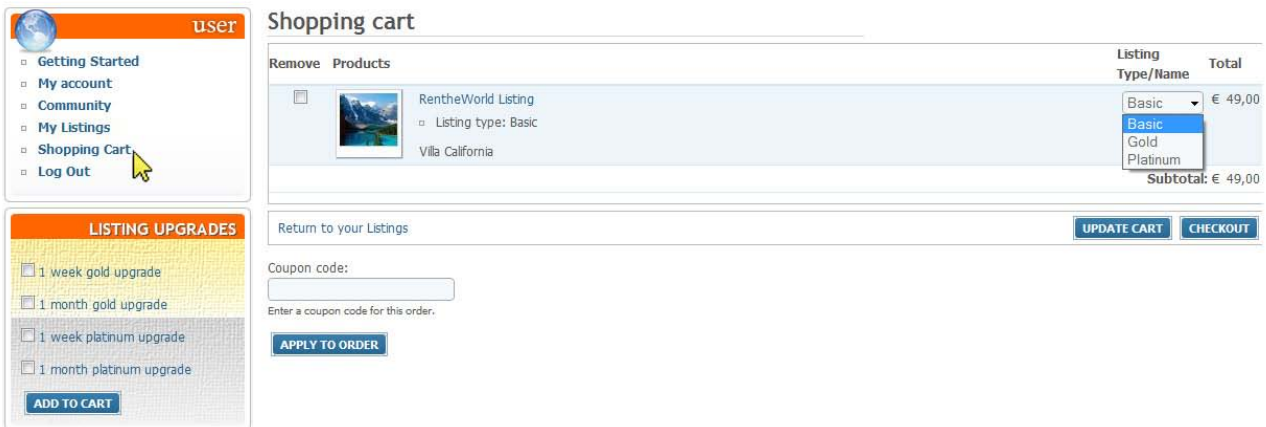 user
Getting Started
My account
Community
My Listings
Shopping Cart
Log Out
LISTING UPGRADES
1 week gold upgrade
1 month gold upgrade
1 week platinum upgrade
1 month platinum upgrade
ADD TO CART
Shopping cart
Remove Products Listing Type/Name Total
RentheWorld Listing Basic € 49,00
Listing type: Basic Basic
Gold
Villa California Platinum
Subtotal: € 49,00
Return to your Listings UPDATE CART CHECKOUT
Coupon code:
Enter a coupon code for this order.
APPLY TO ORDER